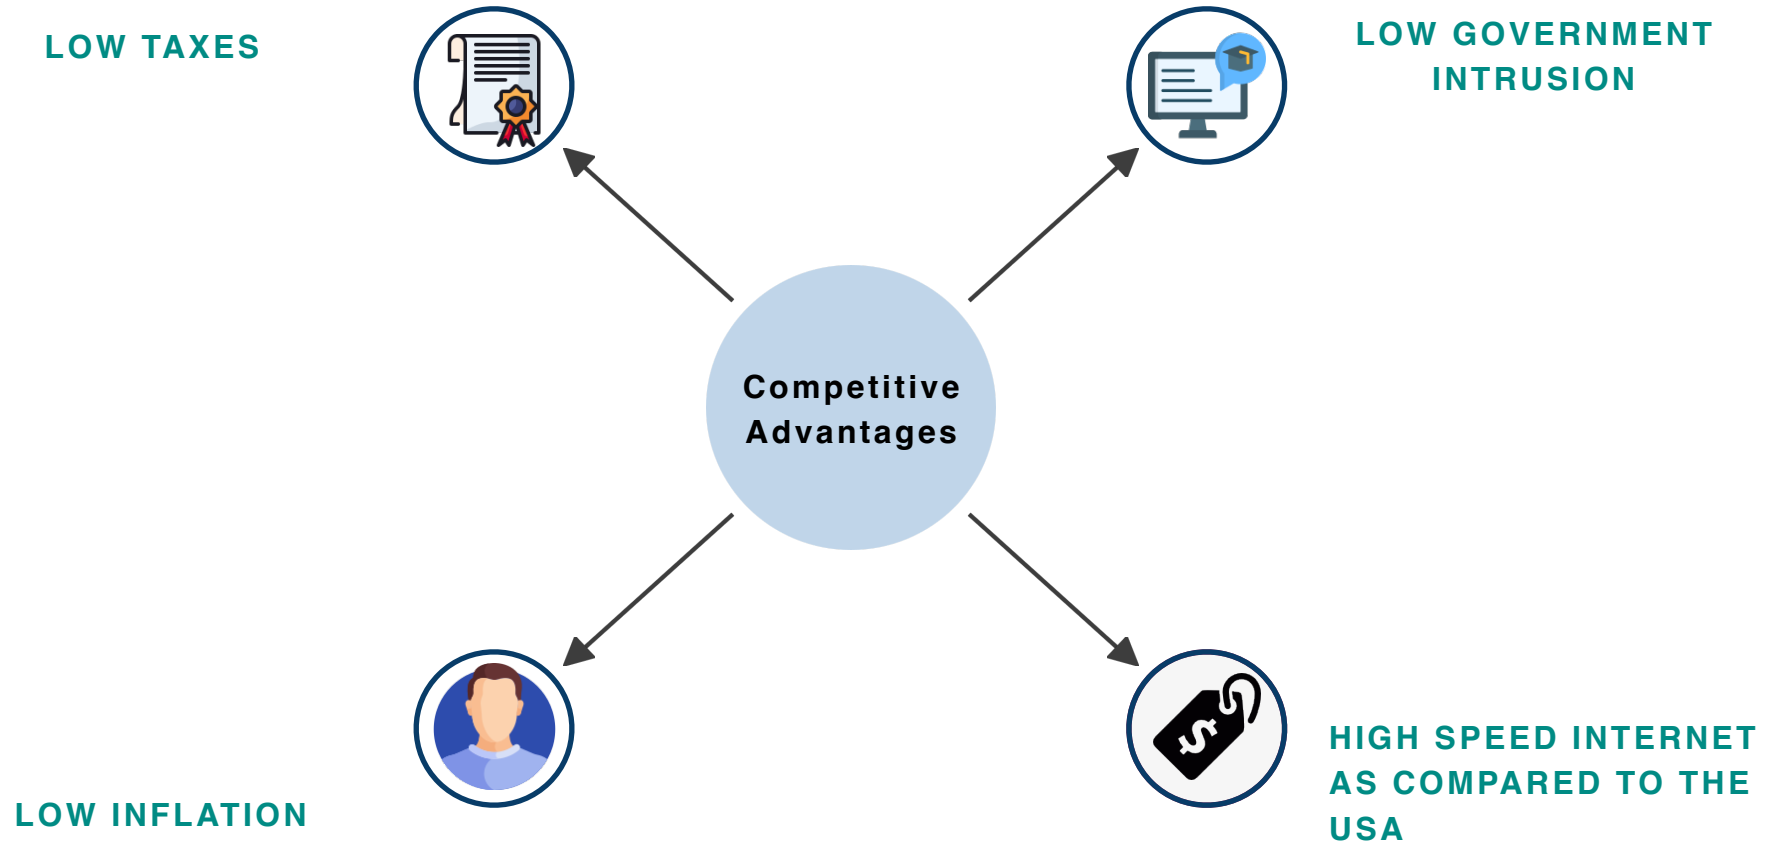 LOW TAXES
LOW GOVERNMENT
INTRUSION
Competitive
Advantages
LOW INFLATION
HIGH SPEED INTERNET
AS COMPARED TO THE
USA